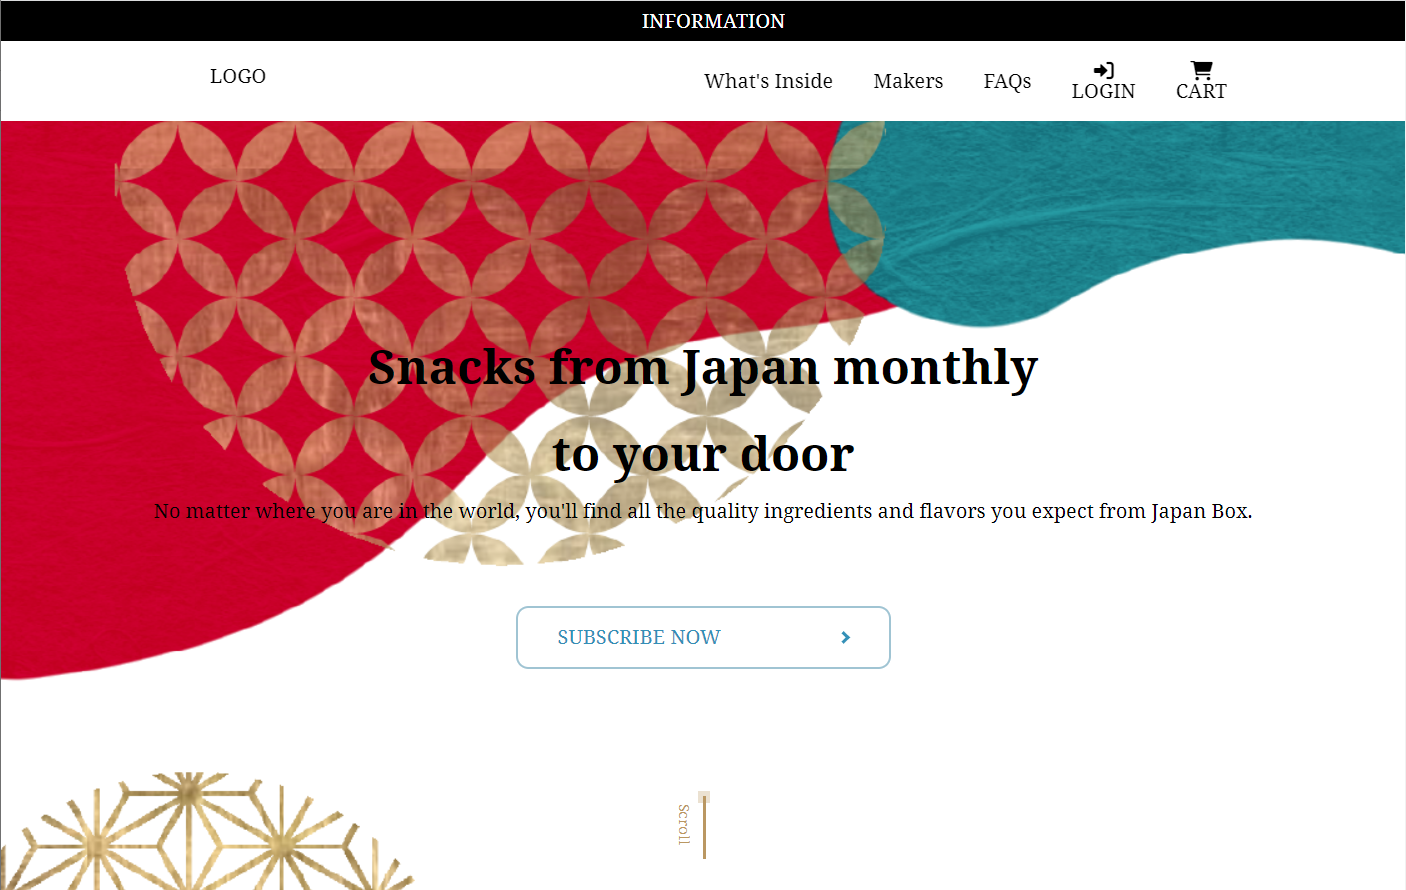 INFORMATION
LOGO
What's Inside
Makers
FAQs
LOGIN
CART
Snacks from Japan monthly
to your door
No matter where you are in the world, you'll find all the quality ingredients and flavors you expect from Japan Box.
SUBSCRIBE NOW
Scroll